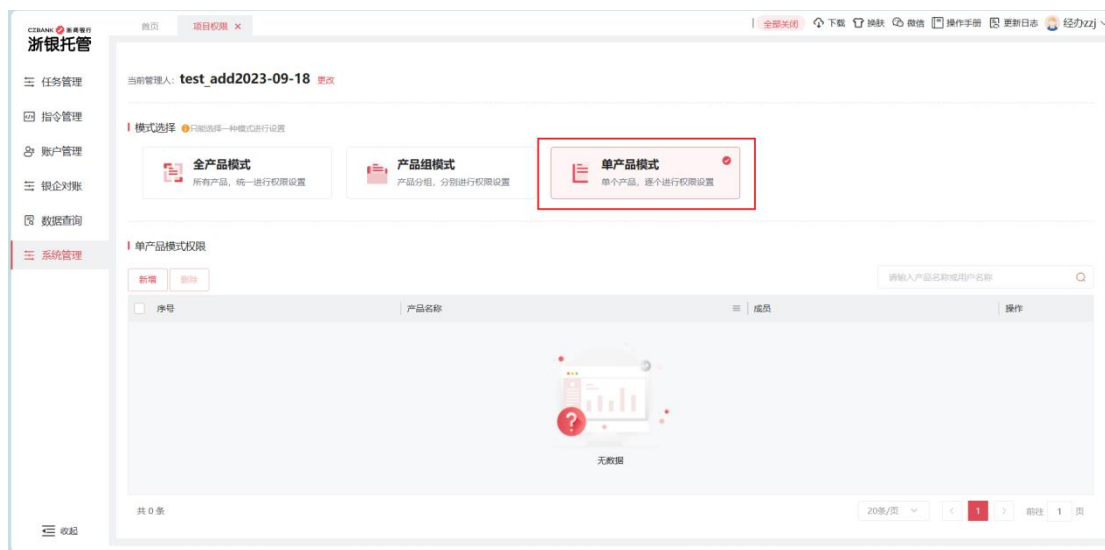 CZBANK 浙商银行
浙银托管
首页
项目权限 ×
全部关闭
下载
换肤
微信
操作手册
更新日志
经办zzj
任务管理
指令管理
账户管理
银企对账
数据查询
系统管理
收起
当前管理人: test_add2023-09-18 更改
模式选择 只能选择一种模式进行设置
全产品模式
所有产品，统一进行权限设置
产品组模式
产品分组，分别进行权限设置
单产品模式
单个产品，逐个进行权限设置
单产品模式权限
新增
删除
请输入产品名称或用户名称
序号
产品名称
成员
操作
无数据
共 0 条
20条/页
1
前往 1 页